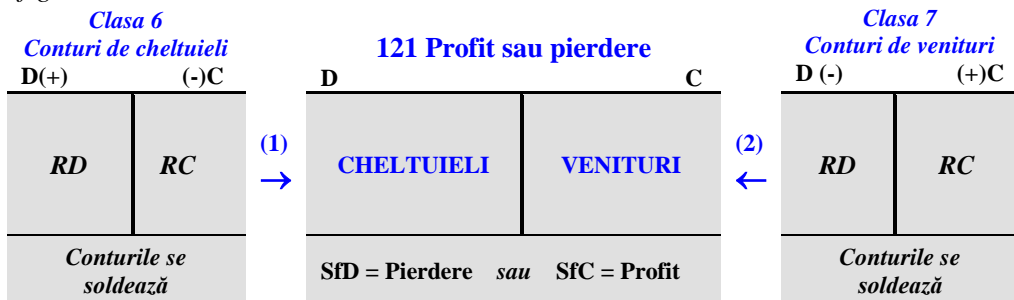 Clasa 6
Conturi de cheltuieli
D(+) (-)C
RD RC
Conturile se
soldează
(1)
→
121 Profit sau pierdere
D C
CHELTUIELI VENITURI
SfD = Pierdere sau SfC = Profit
(2)
←
Clasa 7
Conturi de venituri
D (-) (+)C
RD RC
Conturile se
soldează